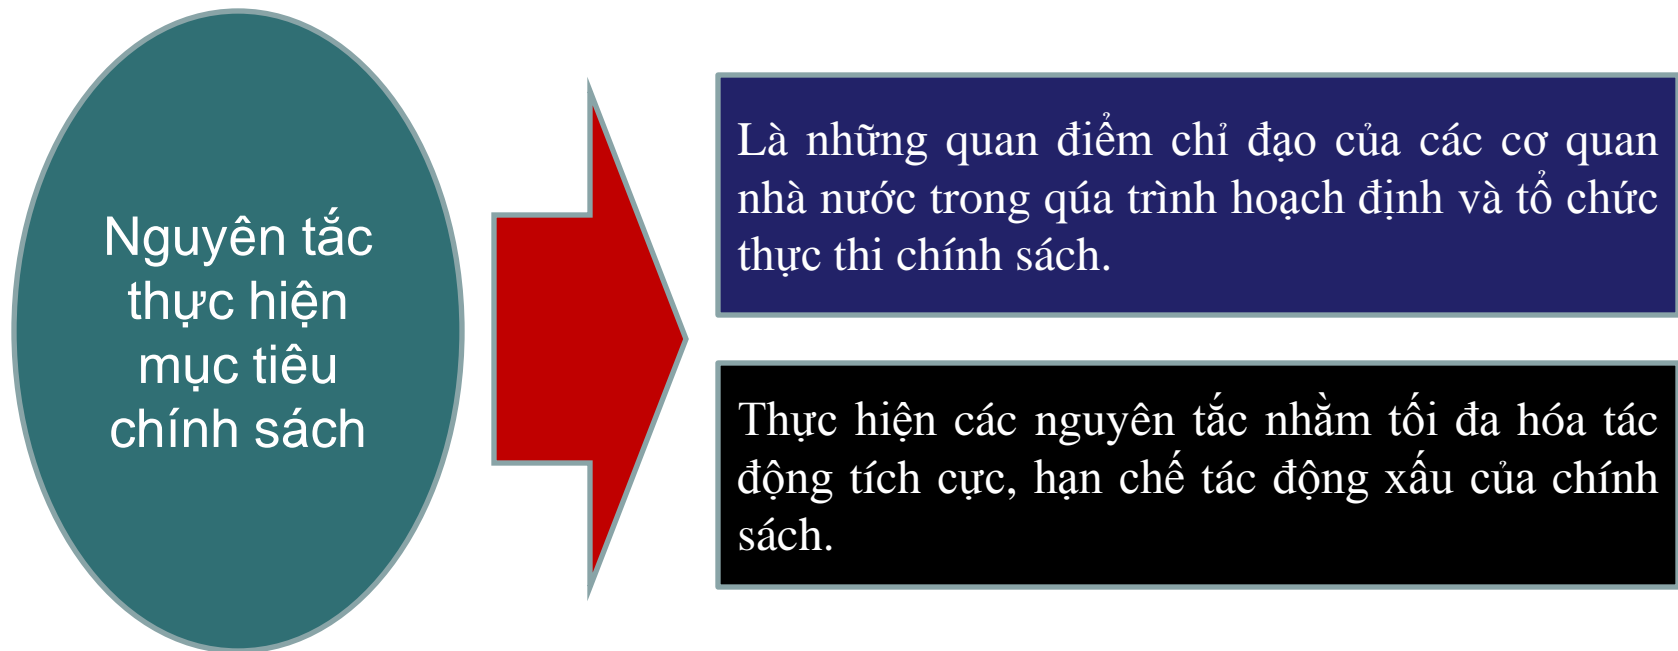 Nguyên tắc
thực hiện
mục tiêu
chính sách
Là những quan điểm chỉ đạo của các cơ quan
nhà nước trong qúa trình hoạch định và tổ chức
thực thi chính sách.
Thực hiện các nguyên tắc nhằm tối đa hóa tác
động tích cực, hạn chế tác động xấu của chính
sách.